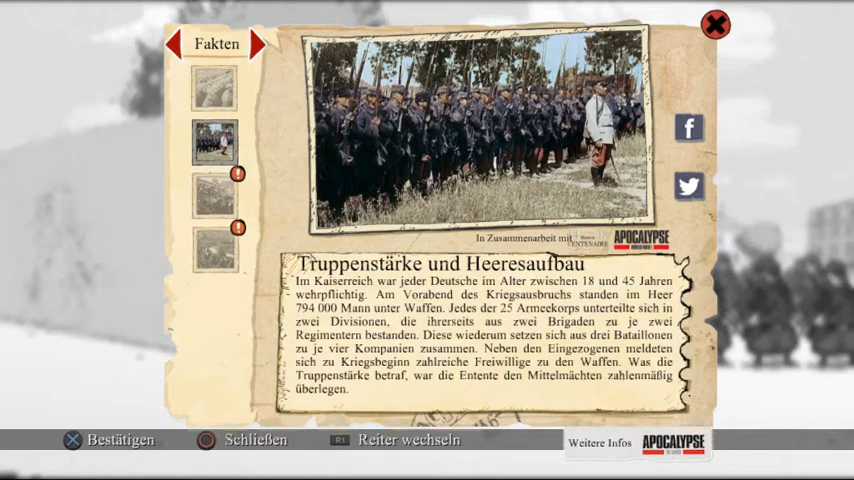 Fakten
In Zusammenarbeit mit
CENTENAIRE
APOCALYPSE
Truppenstärke und Heeresaufbau
Im Kaiserreich war jeder Deutsche im Alter zwischen 18 und 45 Jahren
wehrpflichtig. Am Vorabend des Kriegsausbruchs standen im Heer
794 000 Mann unter Waffen. Jedes der 25 Armeekorps unterteilte sich in
zwei Divisionen, die ihrerseits aus zwei Brigaden zu je zwei
Regimentern bestanden. Diese wiederum setzen sich aus drei Bataillonen
zu je vier Kompanien zusammen. Neben den Eingezogenen meldeten
sich zu Kriegsbeginn zahlreiche Freiwillige zu den Waffen. Was die
Truppenstärke betraf, war die Entente den Mittelmächten zahlenmäßig
überlegen.
Bestätigen
Schließen
R1 Reiter wechseln
Weitere Infos
APOCALYPSE